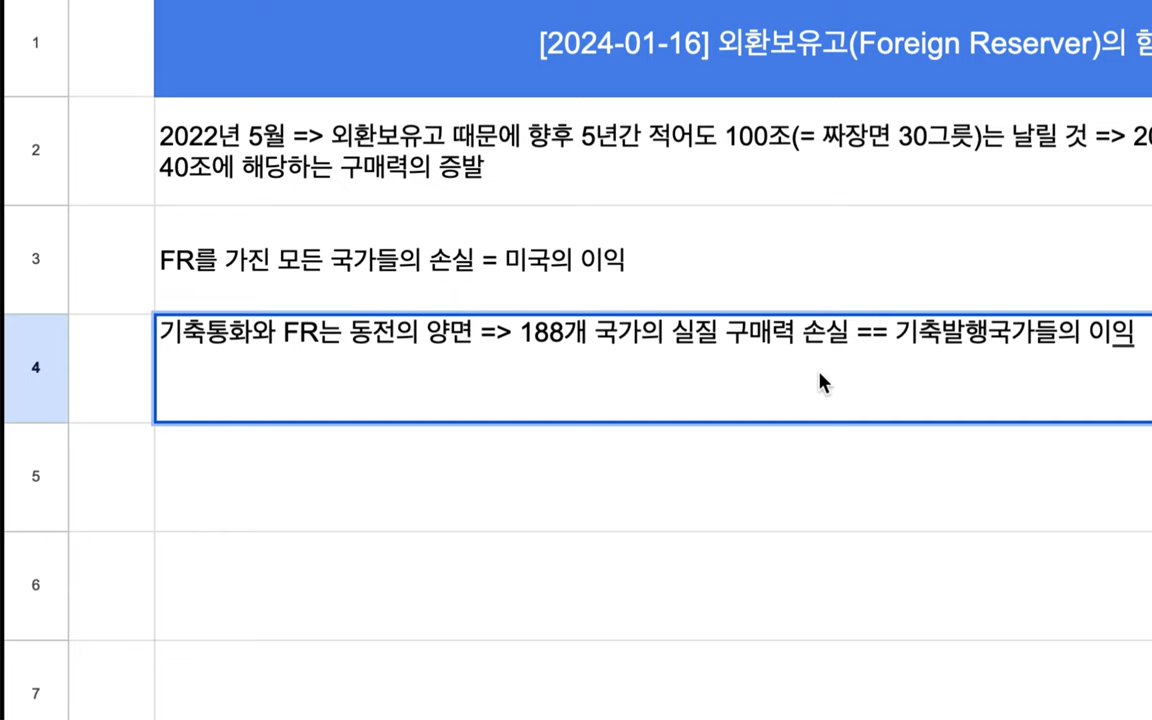 1
[2024-01-16] 외환보유고(Foreign Reserver)의
2
2022년 5월 => 외환보유고 때문에 향후 5년간 적어도 100조(= 짜장면 30그릇)는 날릴 것 =>
40조에 해당하는 구매력의 증발
3
FR를 가진 모든 국가들의 손실 = 미국의 이익
4
기축통화와 FR는 동전의 양면 => 188개 국가의 실질 구매력 손실 == 기축발행국가들의 이익
5
6
7